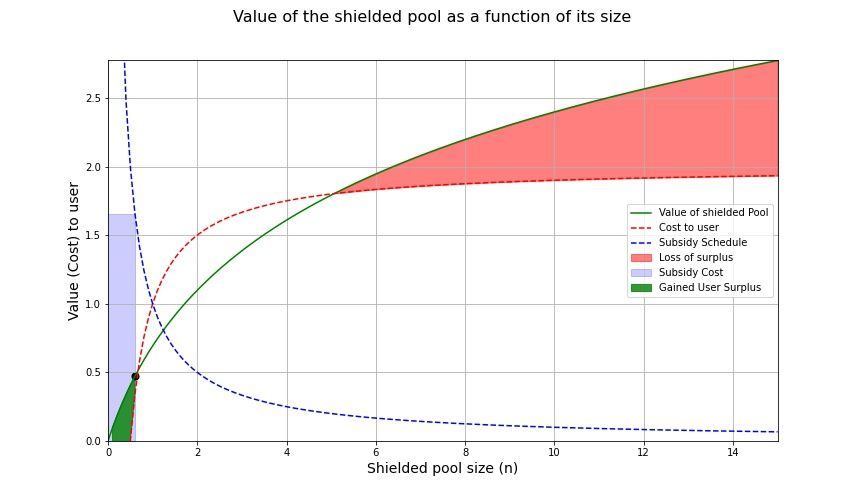 Value of the shielded pool as a function of its size
Value (Cost) to user
2.5
2.0
1.5
1.0
0.5
0.0
Value of shielded Pool
Cost to user
Subsidy Schedule
Loss of surplus
Subsidy Cost
Gained User Surplus
0 2 4 6 8 10 12 14
Shielded pool size (n)